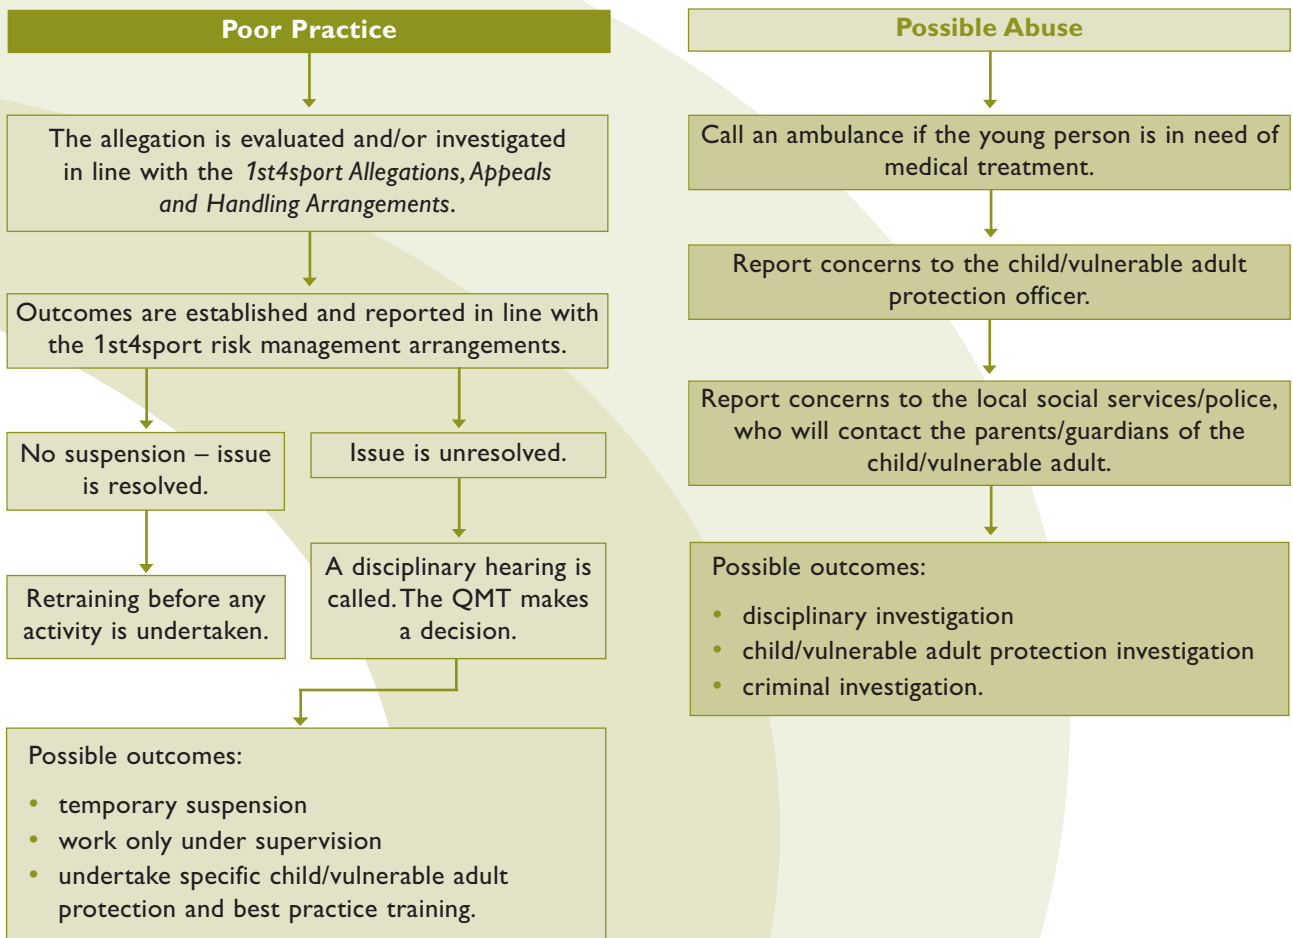 Poor Practice
The allegation is evaluated and/or investigated
in line with the 1st4sport Allegations, Appeals
and Handling Arrangements.
Outcomes are established and reported in line with
the 1st4sport risk management arrangements.
No suspension – issue
is resolved.
Retraining before any
activity is undertaken.
Issue is unresolved.
A disciplinary hearing is
called. The QMT makes
a decision.
Possible outcomes:
• temporary suspension
• work only under supervision
• undertake specific child/vulnerable adult
protection and best practice training.
Possible Abuse
Call an ambulance if the young person is in need of
medical treatment.
Report concerns to the child/vulnerable adult
protection officer.
Report concerns to the local social services/police,
who will contact the parents/guardians of the
child/vulnerable adult.
Possible outcomes:
• disciplinary investigation
• child/vulnerable adult protection investigation
• criminal investigation.